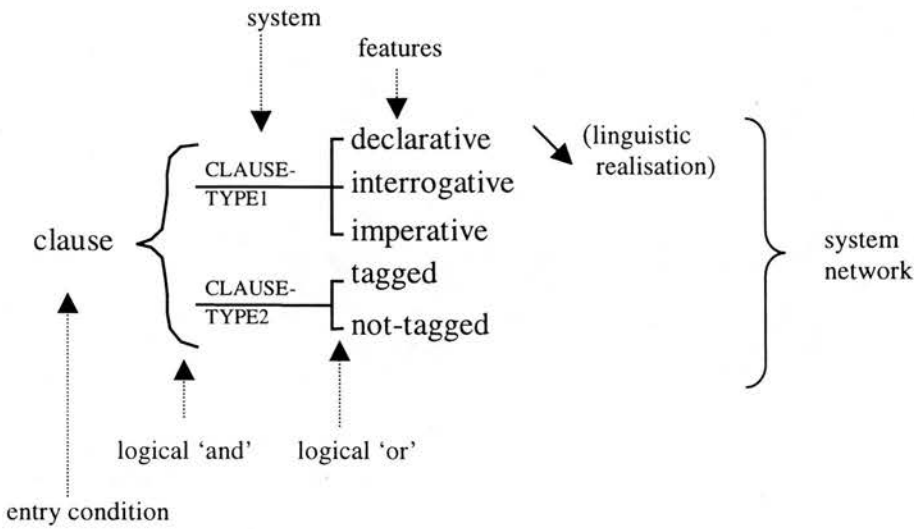 system
features
declarative
(linguistic
realisation)
CLAUSE-
TYPE1
interrogative
imperative
clause
system
network
tagged
CLAUSE-
TYPE2
not-tagged
logical ‘and’
logical ‘or’
entry condition